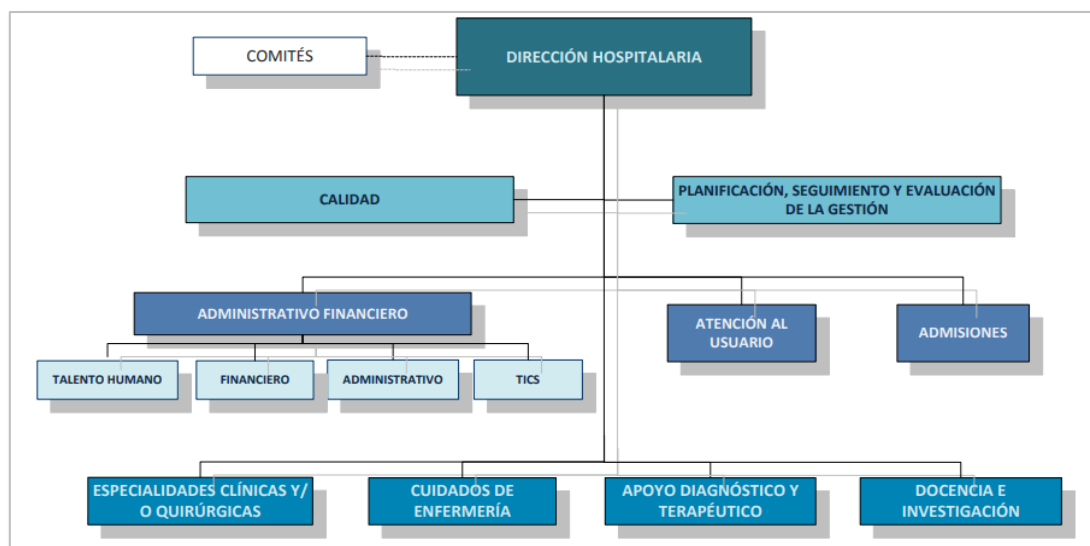 COMITÉS
DIRECCIÓN HOSPITALARIA
CALIDAD
PLANIFICACIÓN, SEGUIMIENTO Y EVALUACIÓN
DE LA GESTIÓN
ADMINISTRATIVO FINANCIERO
ATENCIÓN AL
USUARIO
ADMISIONES
TALENTO HUMANO
FINANCIERO
ADMINISTRATIVO
TICS
ESPECIALIDADES CLÍNICAS Y/
O QUIRÚRGICAS
CUIDADOS DE
ENFERMERÍA
APOYO DIAGNÓSTICO Y
TERAPÉUTICO
DOCENCIA E
INVESTIGACIÓN